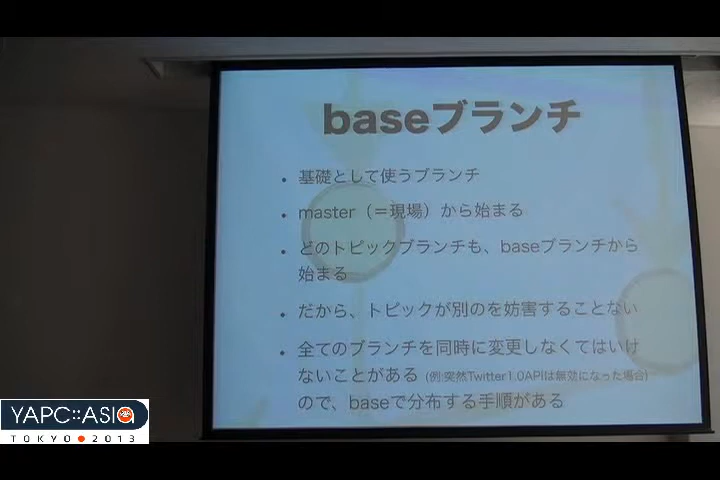 baseブランチ
• 基礎として使うブランチ
• master（＝現場）から始まる
• どのトピックブランチも、baseブランチから
始まる
• だから、トピックが別のを妨害することない
• 全てのブランチを同時に変更しなくてはいけ
ないことがある（例:突然Twitter1.0APIは無効になった場合）
ので、baseで分布する手順がある
YAPC::ASIA
TOKYO 2013